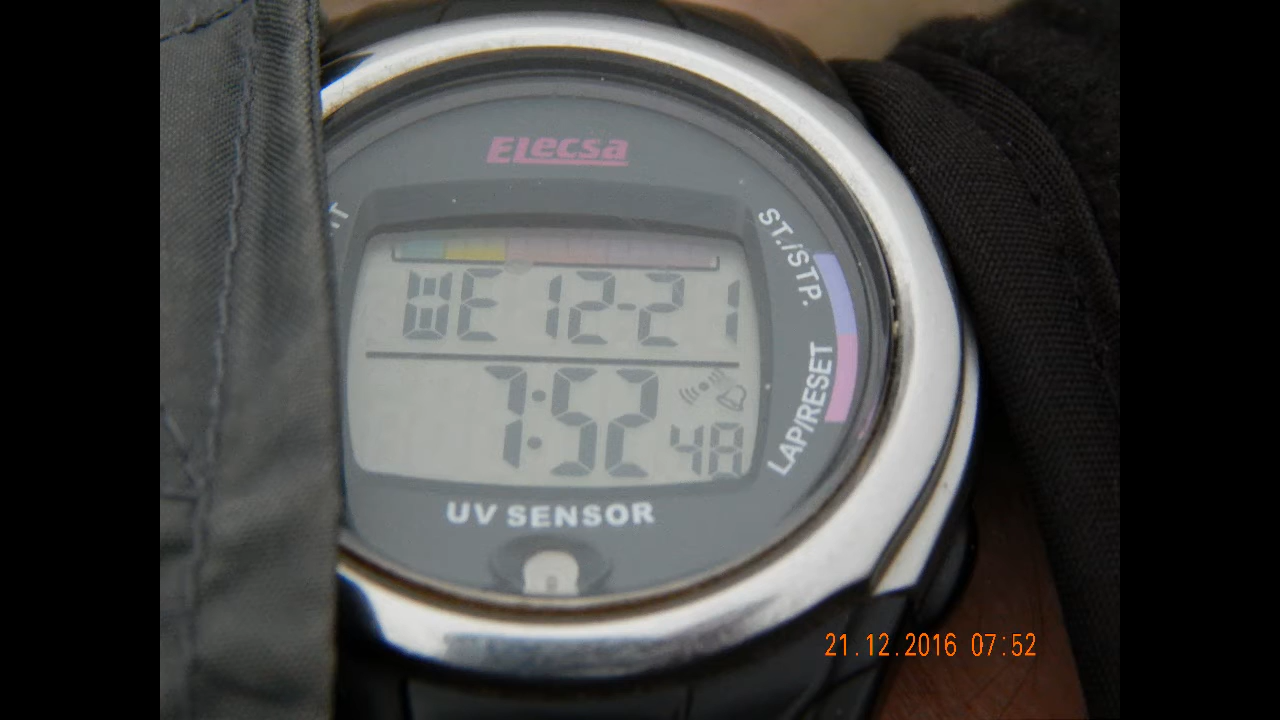 ELECSA
ST./STP.
WE 12-21
LAP/RESET
7:52 48
UV SENSOR
21.12.2016 07:52